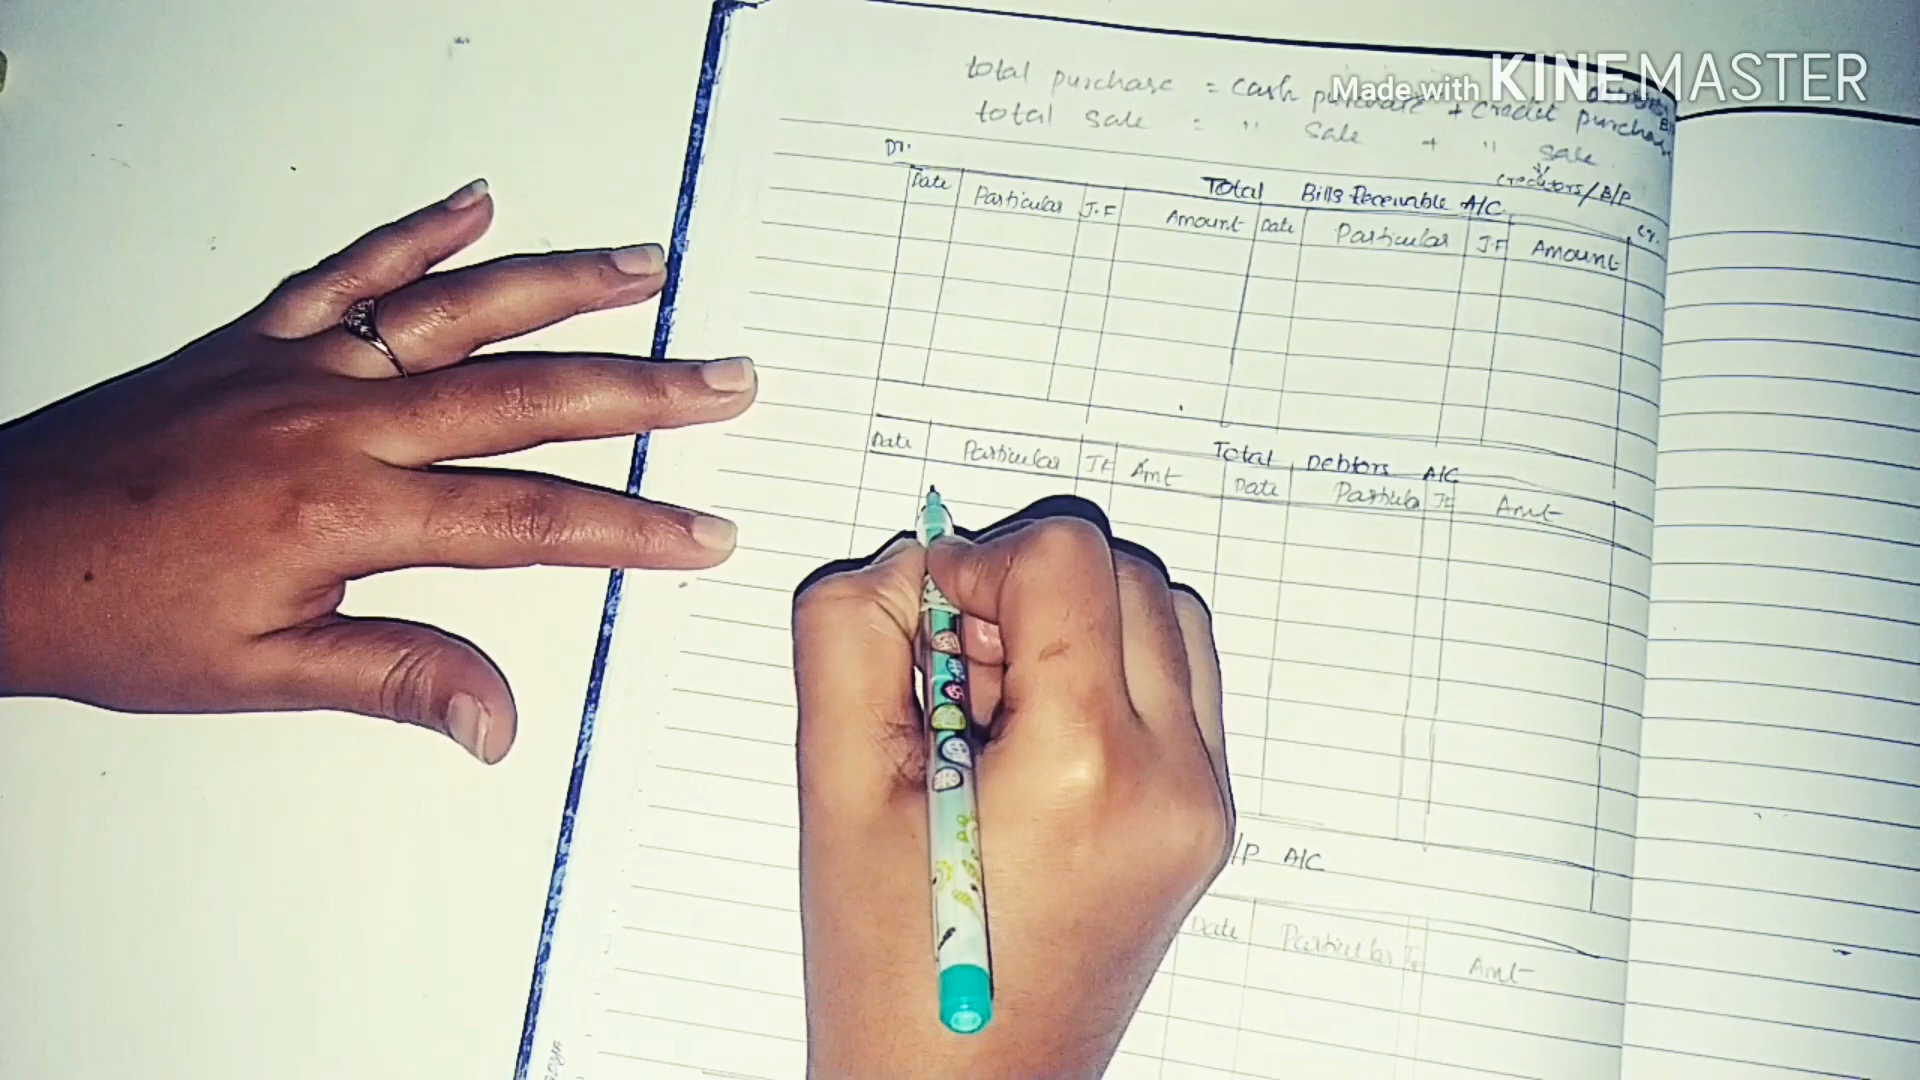 Made with KINEMASTER
total purchase = cash purchase + credit purchase
total sale = " sale + " sale
creditors/B/P
Dr. Total Bills Receivable A/C Cr.
Date Particular J.F Amount Date Particular J.F Amount
Total Debtors A/C
Date Particular J.F Amt Date Particula J.F Amt
/P A/C
Date Particular Amt